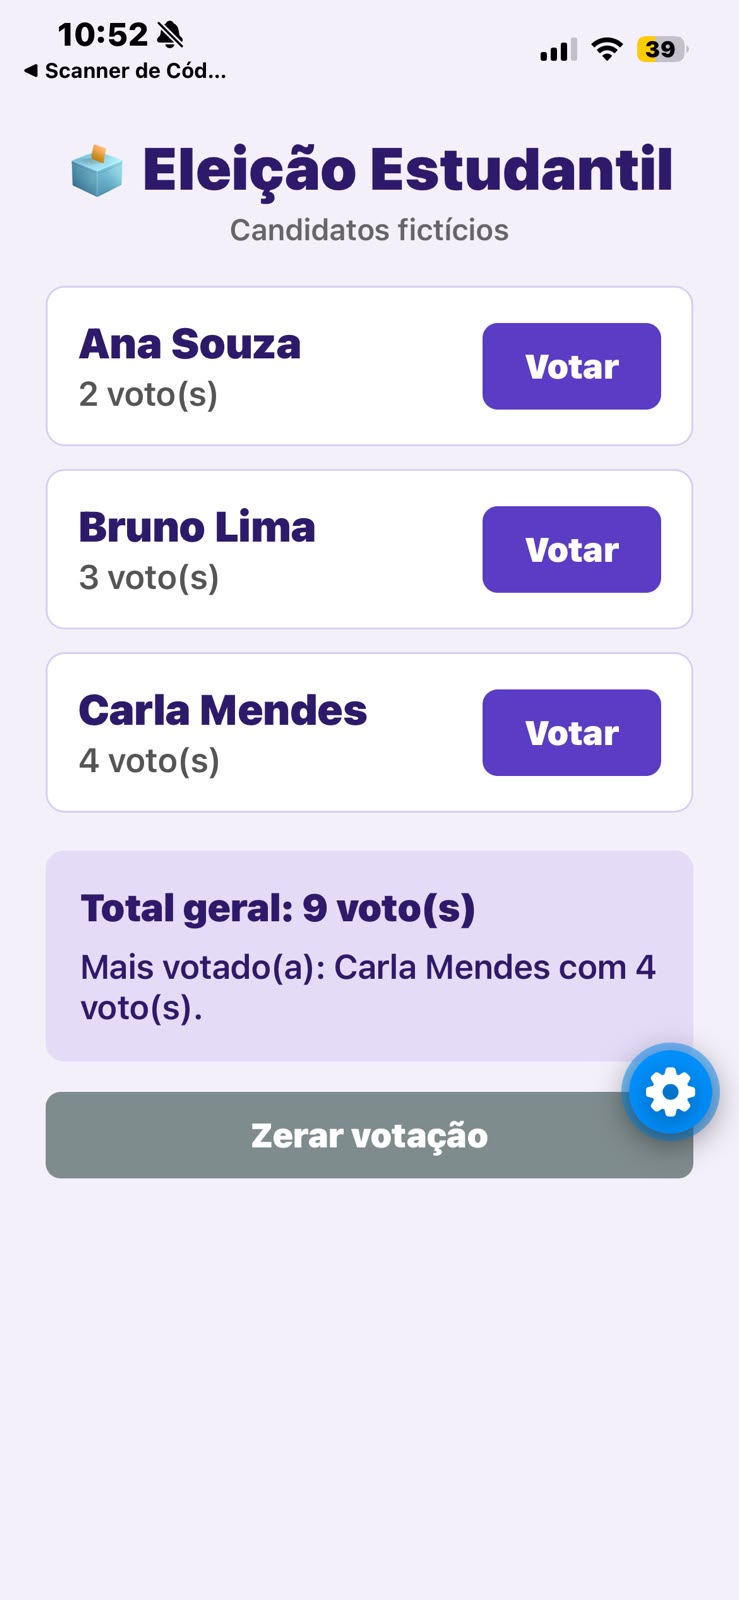 10:52
39
◀ Scanner de Cód...
Eleição Estudantil
Candidatos fictícios
Ana Souza
2 voto(s)
Votar
Bruno Lima
3 voto(s)
Votar
Carla Mendes
4 voto(s)
Votar
Total geral: 9 voto(s)
Mais votado(a): Carla Mendes com 4
voto(s).
Zerar votação